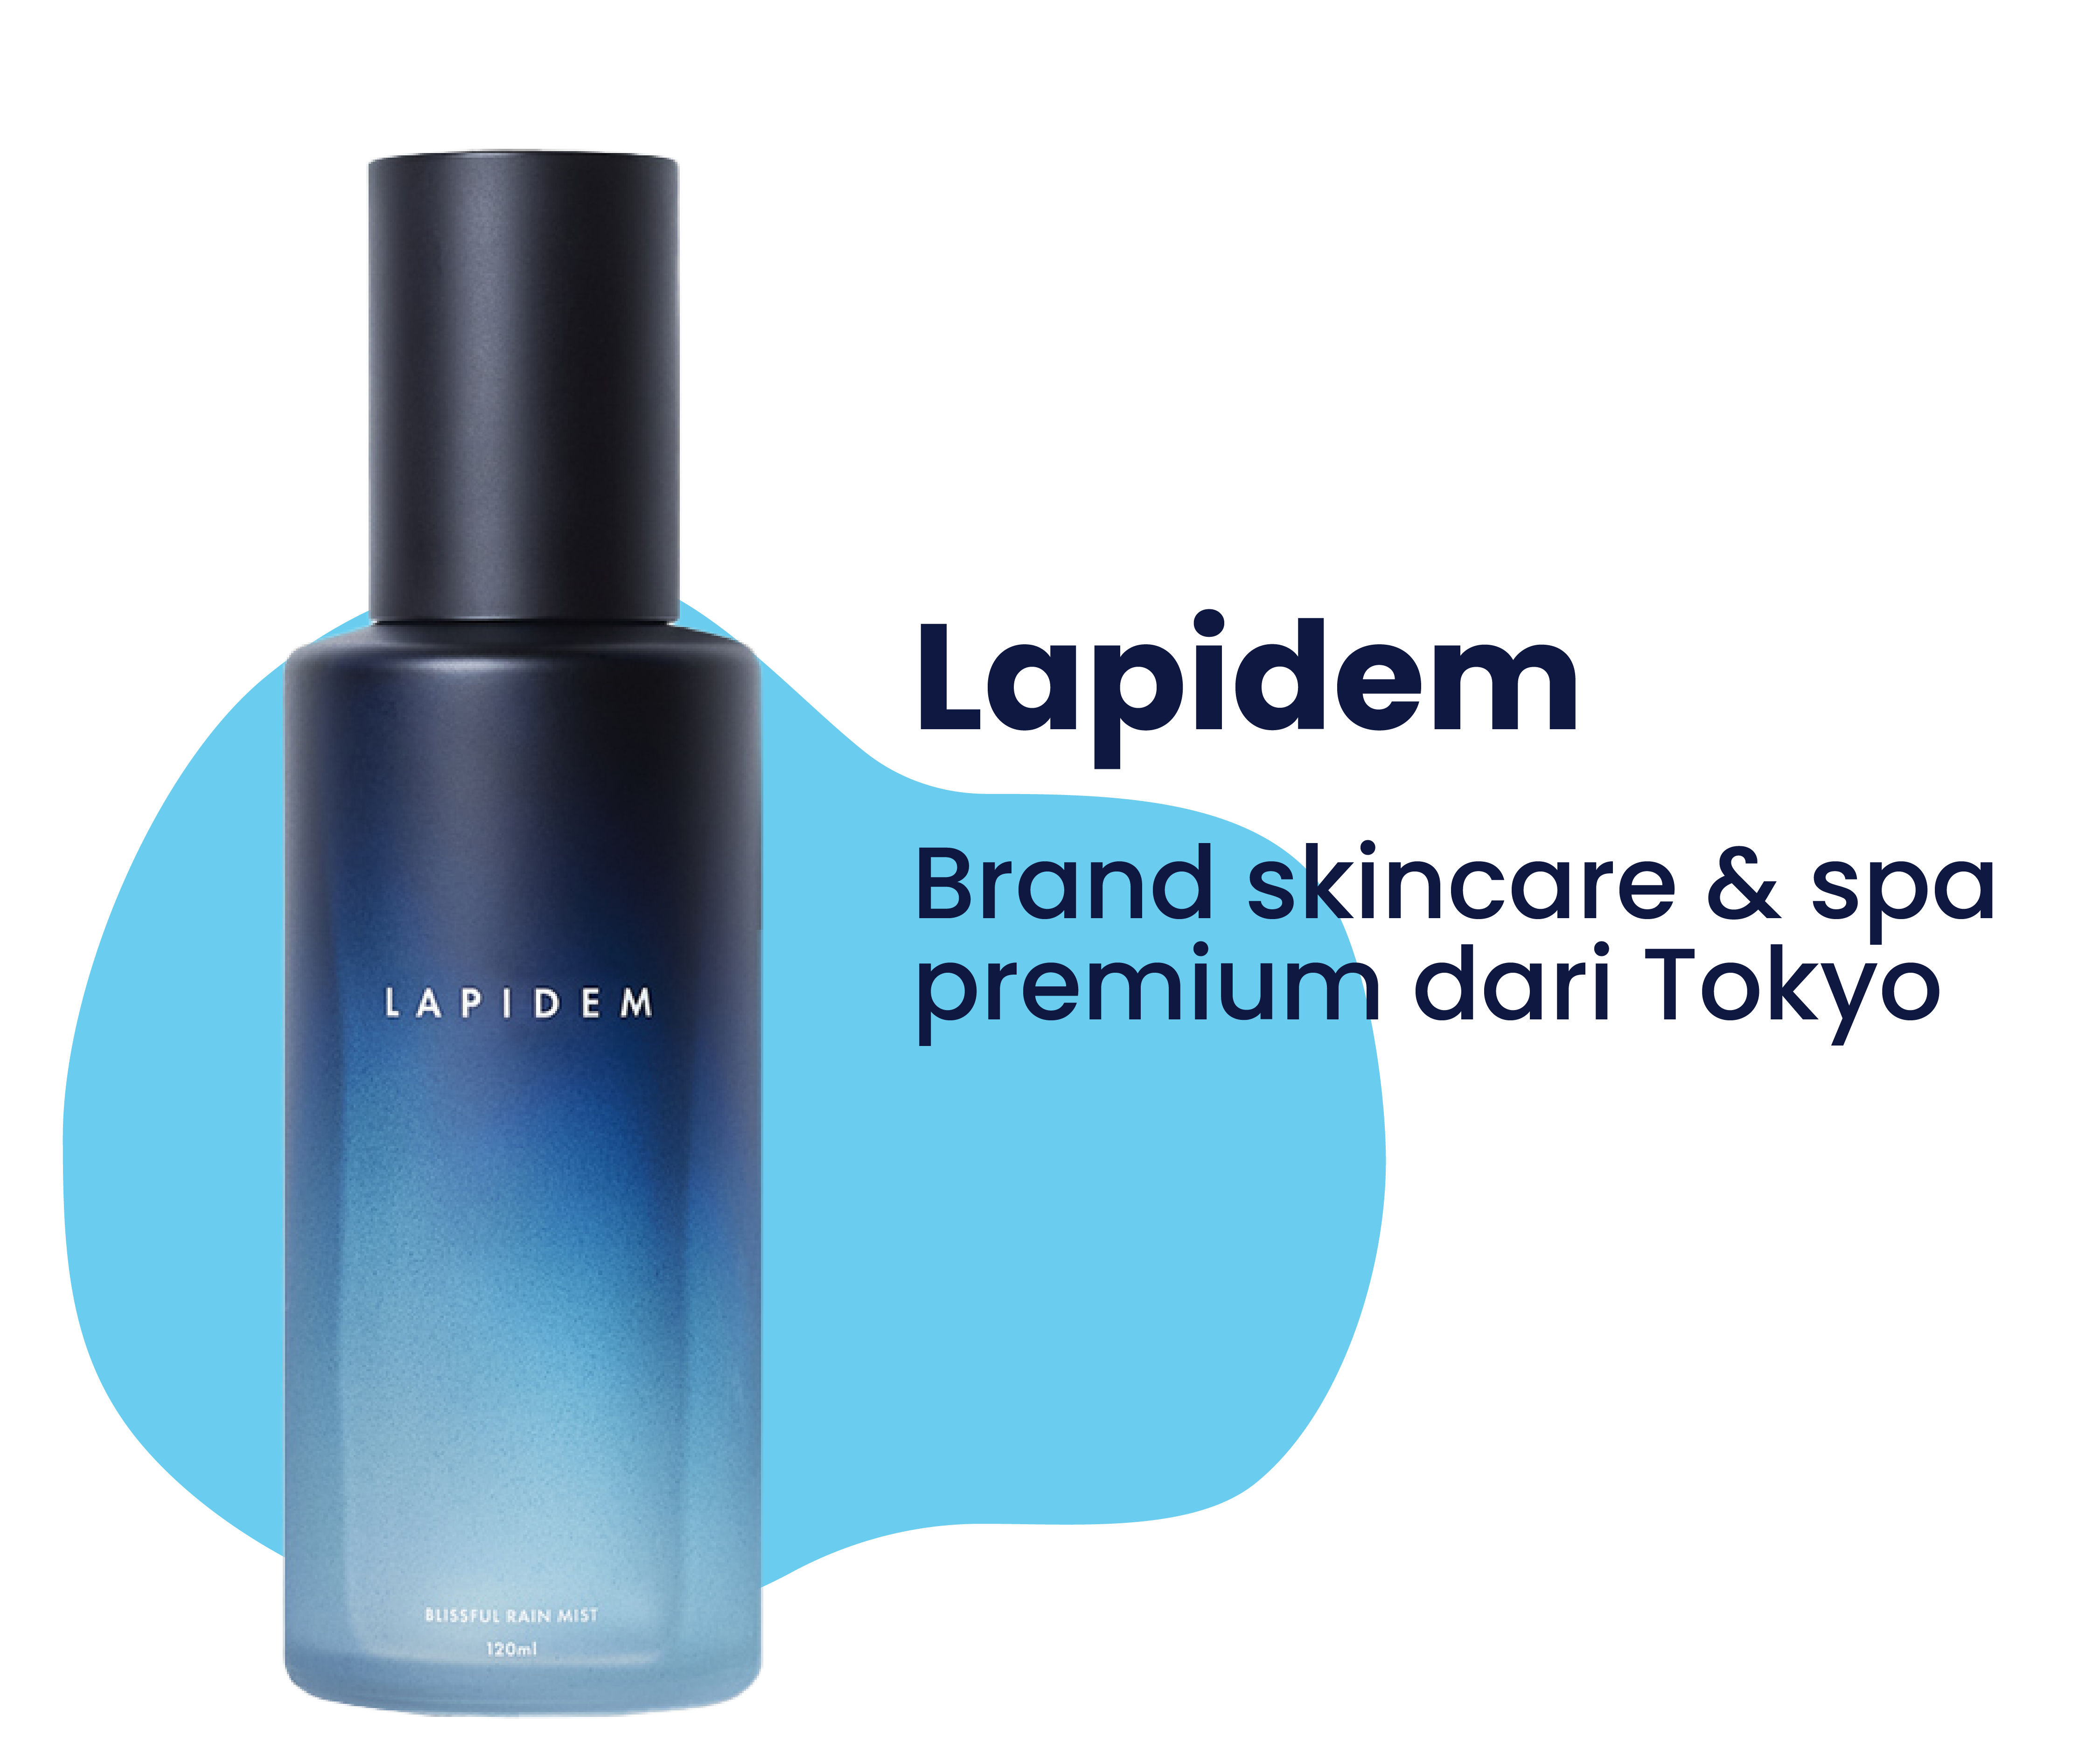 Lapidem
Brand skincare & spa
premium dari Tokyo
LAPIDEM
BLISSFUL RAIN MIST
120ml